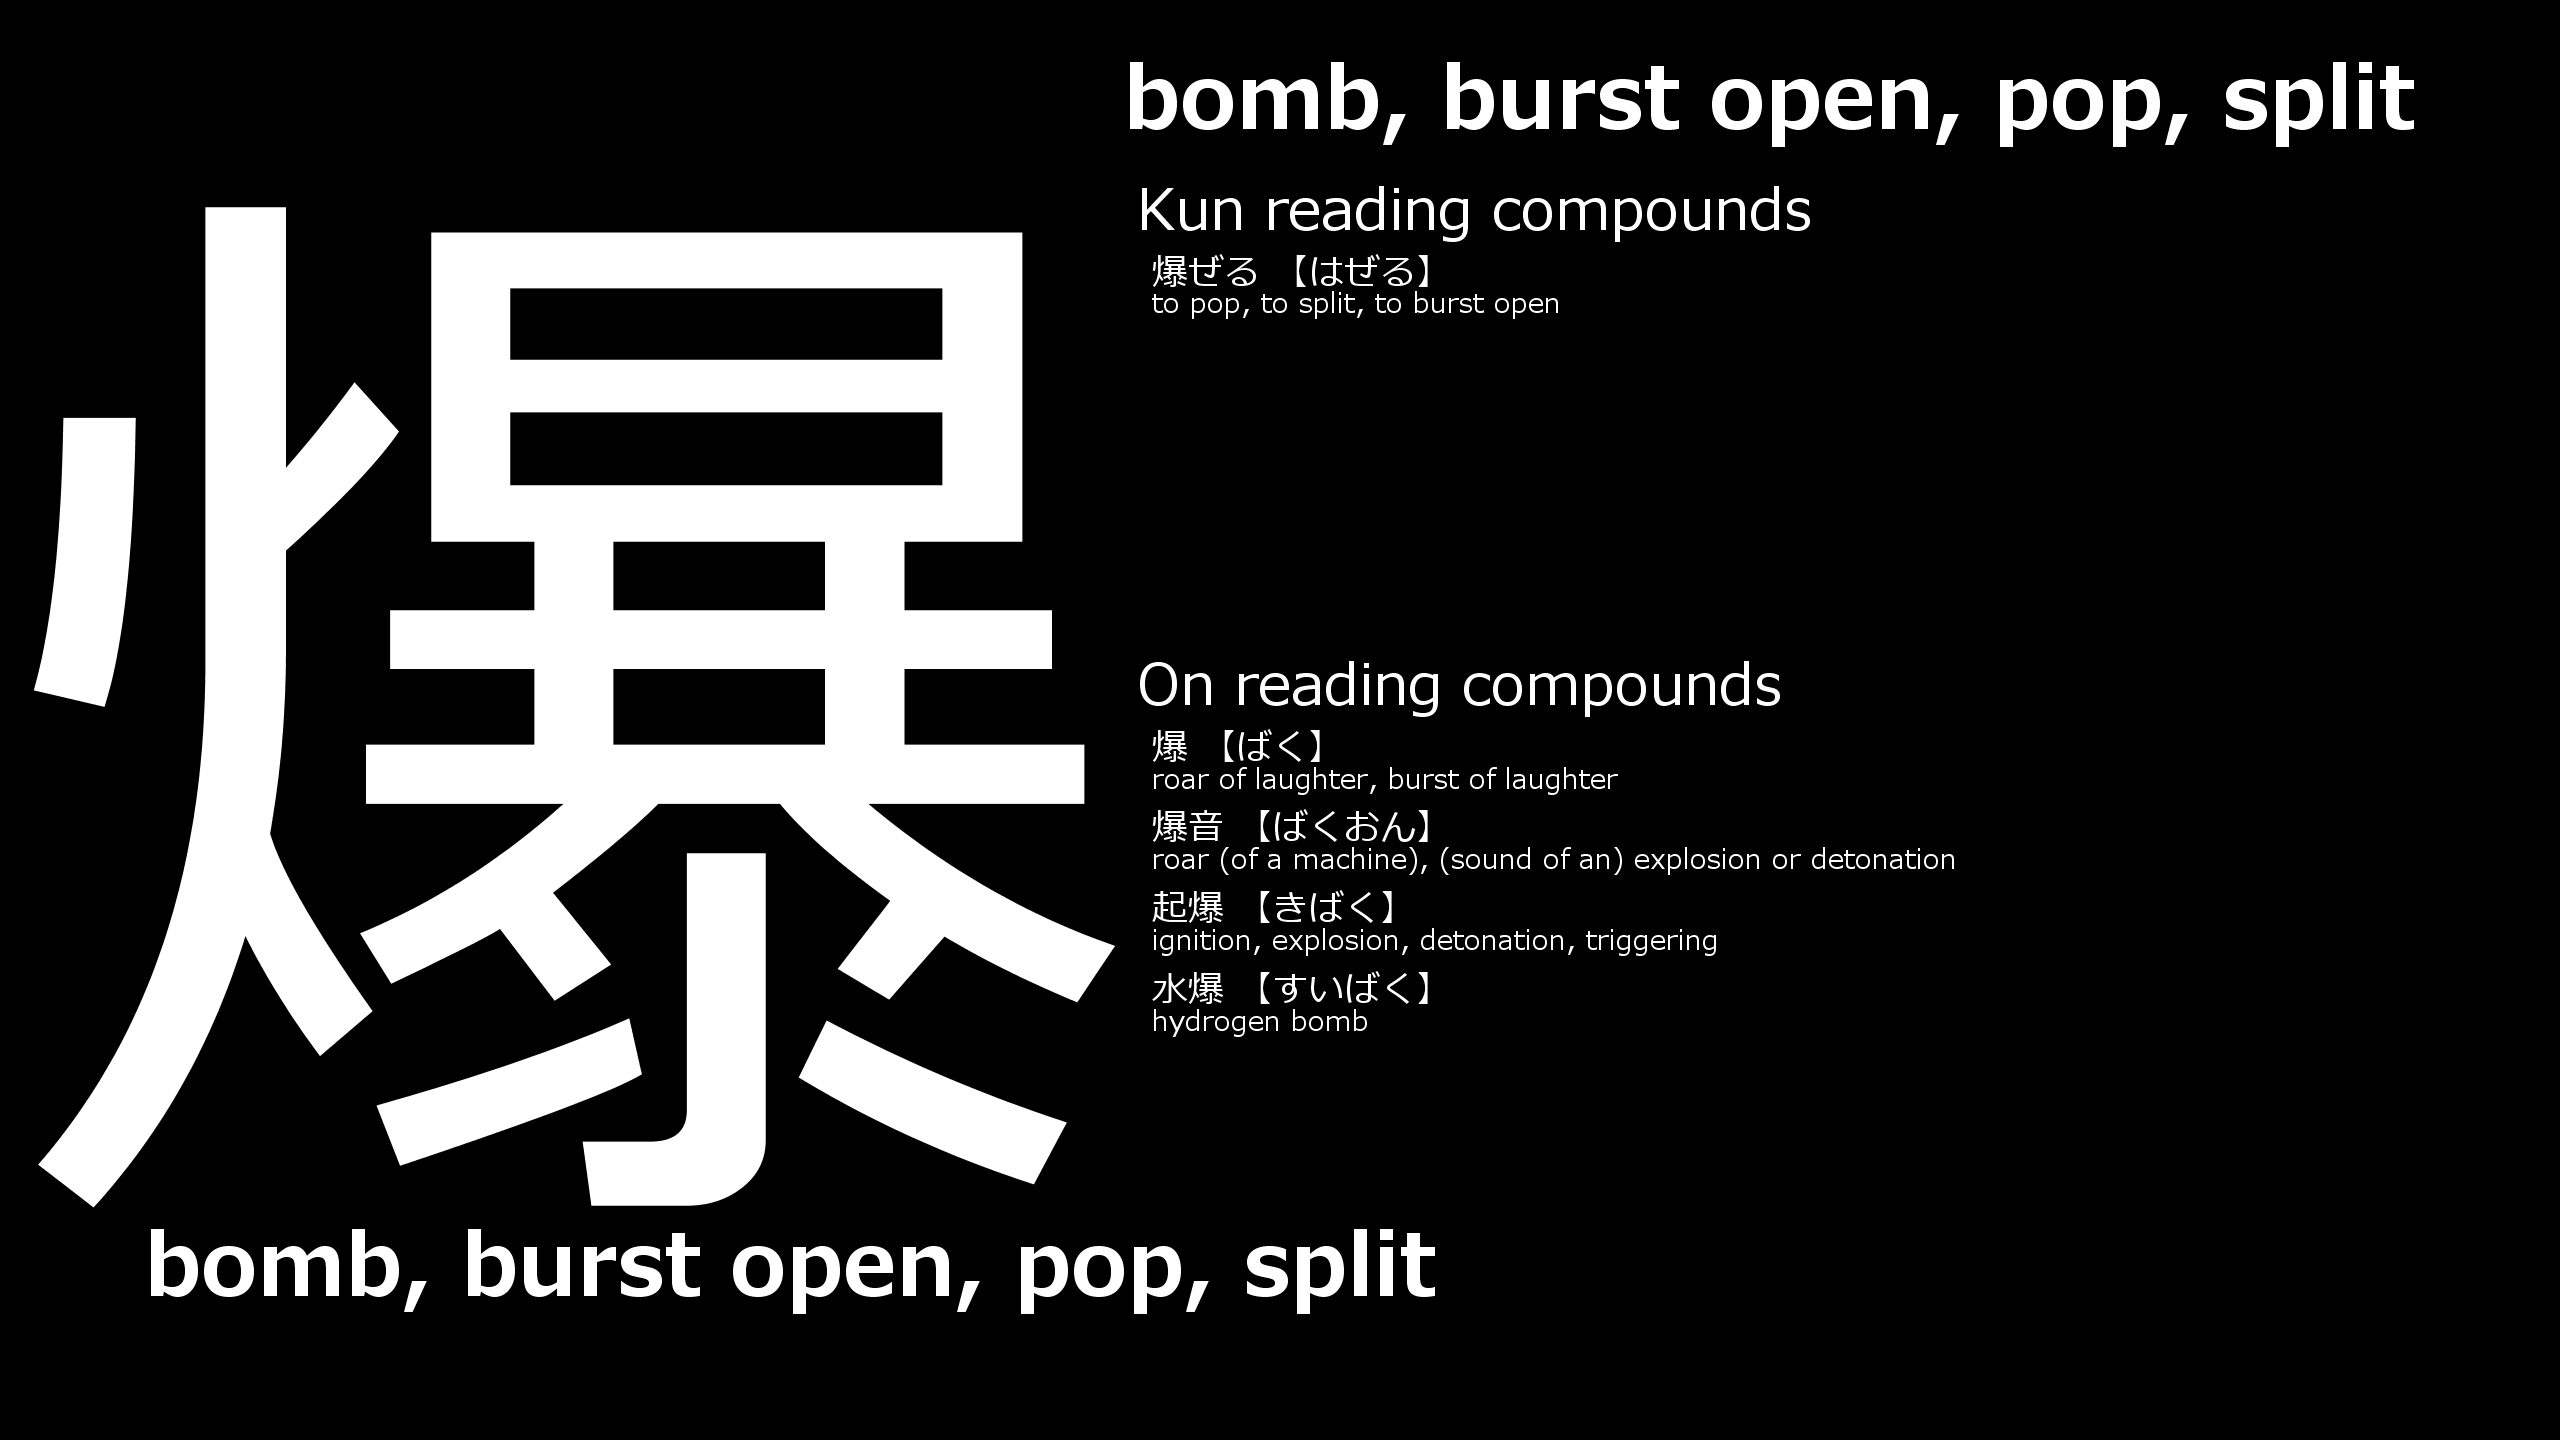 爆
bomb, burst open, pop, split
bomb, burst open, pop, split
Kun reading compounds
爆ぜる 【はぜる】
to pop, to split, to burst open
On reading compounds
爆 【ばく】
roar of laughter, burst of laughter
爆音 【ばくおん】
roar (of a machine), (sound of an) explosion or detonation
起爆 【きばく】
ignition, explosion, detonation, triggering
水爆 【すいばく】
hydrogen bomb